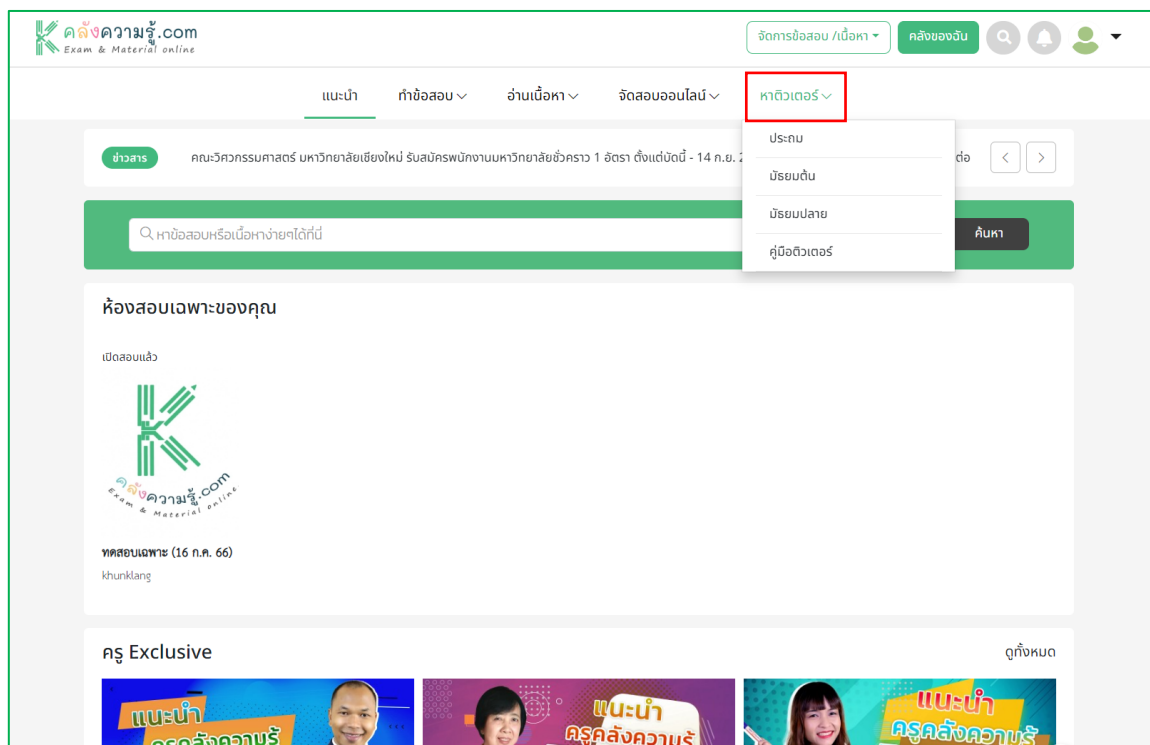 คลังความรู้.com
Exam & Material online
จัดการข้อสอบ /เนื้อหา
คลังของฉัน
แนะนำ ทำข้อสอบ อ่านเนื้อหา จัดสอบออนไลน์ หาติวเตอร์
ประถม
มัธยมต้น
มัธยมปลาย
คู่มือติวเตอร์
ข่าวสาร คณะวิศวกรรมศาสตร์ มหาวิทยาลัยเชียงใหม่ รับสมัครพนักงานมหาวิทยาลัยชั่วคราว 1 อัตรา ตั้งแต่บัดนี้ - 14 ก.ย. 2 ต่อ
หาข้อสอบหรือเนื้อหาง่ายๆได้ที่นี่ ค้นหา
ห้องสอบเฉพาะของคุณ
เปิดสอบแล้ว
คลังความรู้.com
Exam & Material online
ทดสอบเฉพาะ (16 ก.ค. 66)
khunklang
ครู Exclusive ดูทั้งหมด
แนะนำ
ครูคลังความรู้
แนะนำ
ครูคลังความรู้
แนะนำ
ครูคลังความรู้